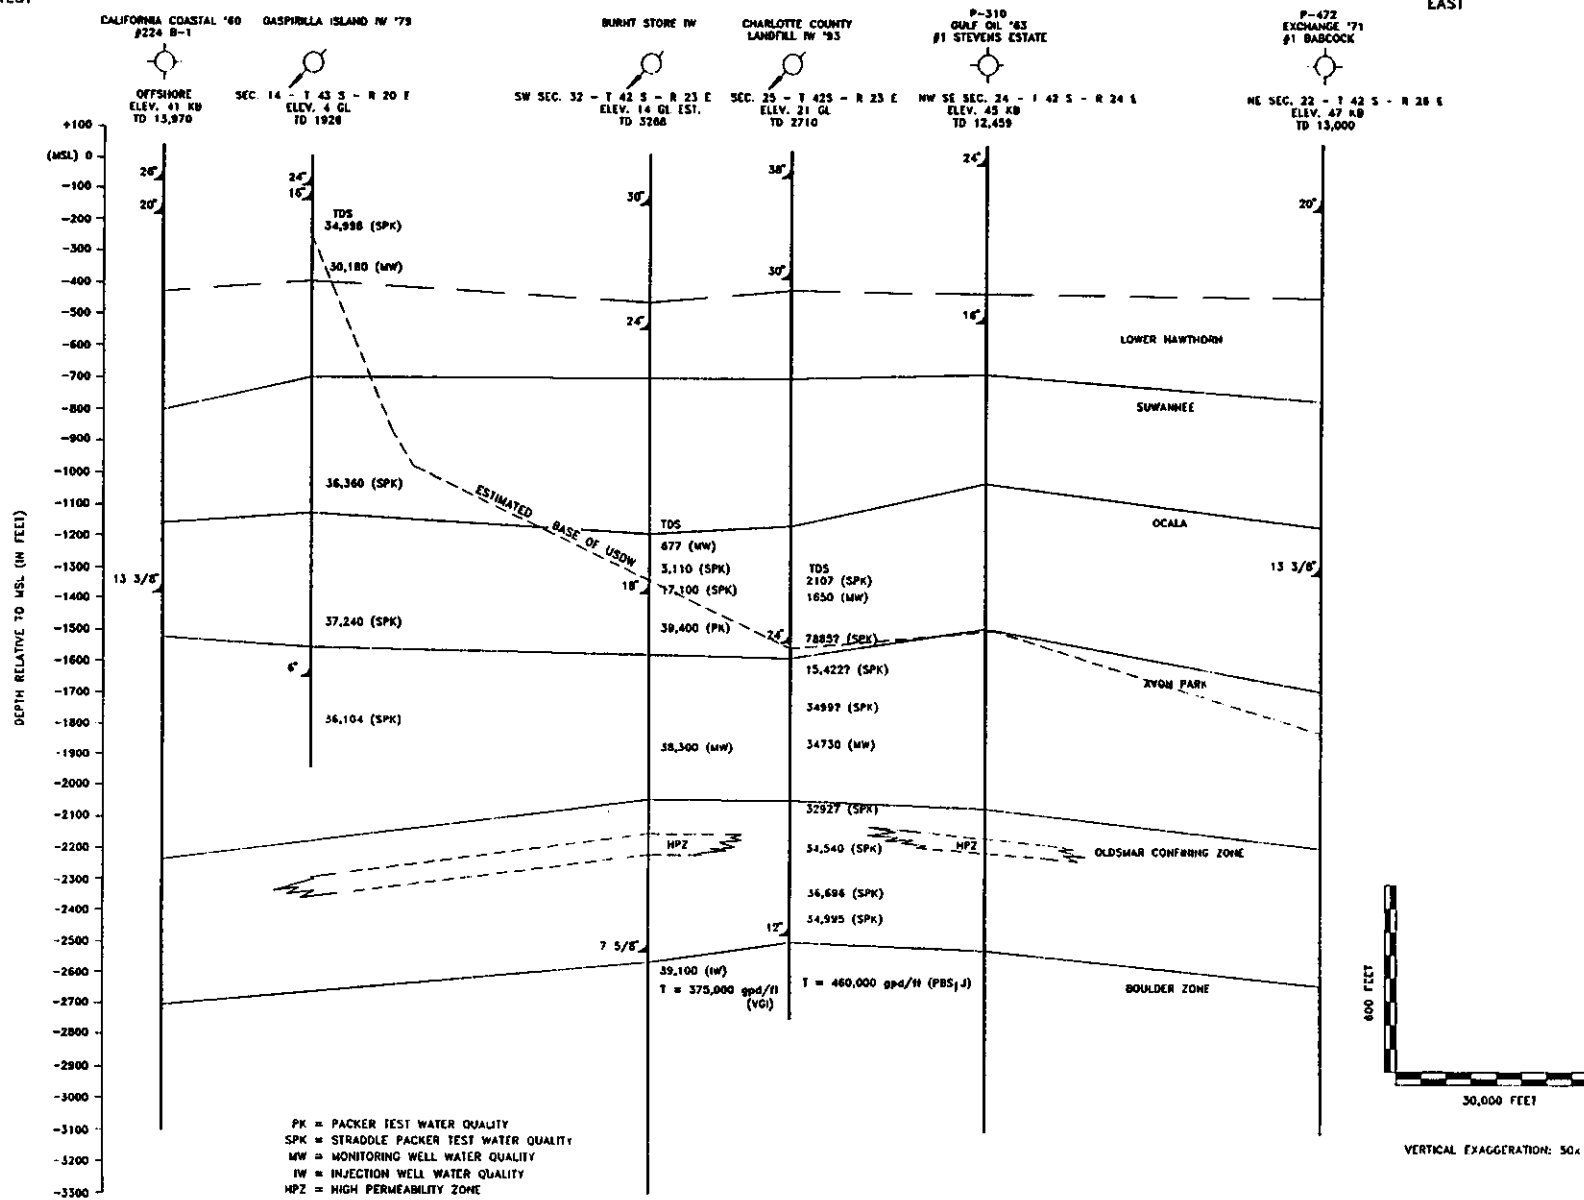 EAST
CALIFORNIA COASTAL '60
#224 B-1
OFFSHORE
ELEV. 41 KB
TD 13,970
GASPIRILLA ISLAND IW '79
SEC. 14 - T 43 S - R 20 E
ELEV. 4 GL
TD 1926
BURNT STORE IW
SW SEC. 32 - T 42 S - R 23 E
ELEV. 14 GL EST.
TD 3266
CHARLOTTE COUNTY
LANDFILL IW '93
SEC. 25 - T 42S - R 23 E
ELEV. 21 GL
TD 2710
P-310
GULF OIL '63
#1 STEVENS ESTATE
NW SE SEC. 24 - T 42 S - R 24 E
ELEV. 45 KB
TD 12,459
P-472
EXCHANGE '71
#1 BABCOCK
NE SEC. 22 - T 42 S - R 26 E
ELEV. 47 KB
TD 13,000
DEPTH RELATIVE TO MSL (IN FEET)
+100
(MSL) 0
-100
-200
-300
-400
-500
-600
-700
-800
-900
-1000
-1100
-1200
-1300
-1400
-1500
-1600
-1700
-1800
-1900
-2000
-2100
-2200
-2300
-2400
-2500
-2600
-2700
-2800
-2900
-3000
-3100
-3200
-3300
26"
20"
13 3/8"
24"
16"
6"
TDS
34,998 (SPK)
30,180 (MW)
36,360 (SPK)
37,240 (SPK)
36,104 (SPK)
30"
24"
18"
7 5/8"
TDS
677 (MW)
3,110 (SPK)
17,100 (SPK)
39,400 (PK)
38,300 (MW)
HPZ
39,100 (IW)
T = 375,000 gpd/ft
(VGI)
38"
30"
24"
12"
TDS
2107 (SPK)
1650 (MW)
7885? (SPK)
15,422? (SPK)
3499? (SPK)
34730 (MW)
32927 (SPK)
34,540 (SPK)
36,696 (SPK)
34,995 (SPK)
T = 460,000 gpd/ft (PBSJ)
24"
16"
HPZ
20"
13 3/8"
ESTIMATED BASE OF USDW
LOWER HAWTHORN
SUWANNEE
OCALA
AVON PARK
OLDSMAR CONFINING ZONE
BOULDER ZONE
600 FEET
30,000 FEET
VERTICAL EXAGGERATION: 50x
PK = PACKER TEST WATER QUALITY
SPK = STRADDLE PACKER TEST WATER QUALITY
MW = MONITORING WELL WATER QUALITY
IW = INJECTION WELL WATER QUALITY
HPZ = HIGH PERMEABILITY ZONE